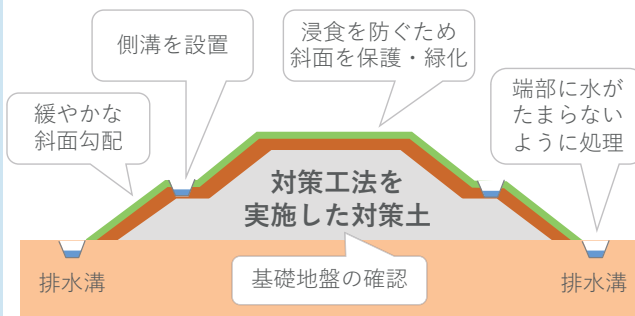 側溝を設置
浸食を防ぐため
斜面を保護・緑化
緩やかな
斜面勾配
端部に水が
たまらない
ように処理
対策工法を
実施した対策土
基礎地盤の確認
排水溝
排水溝